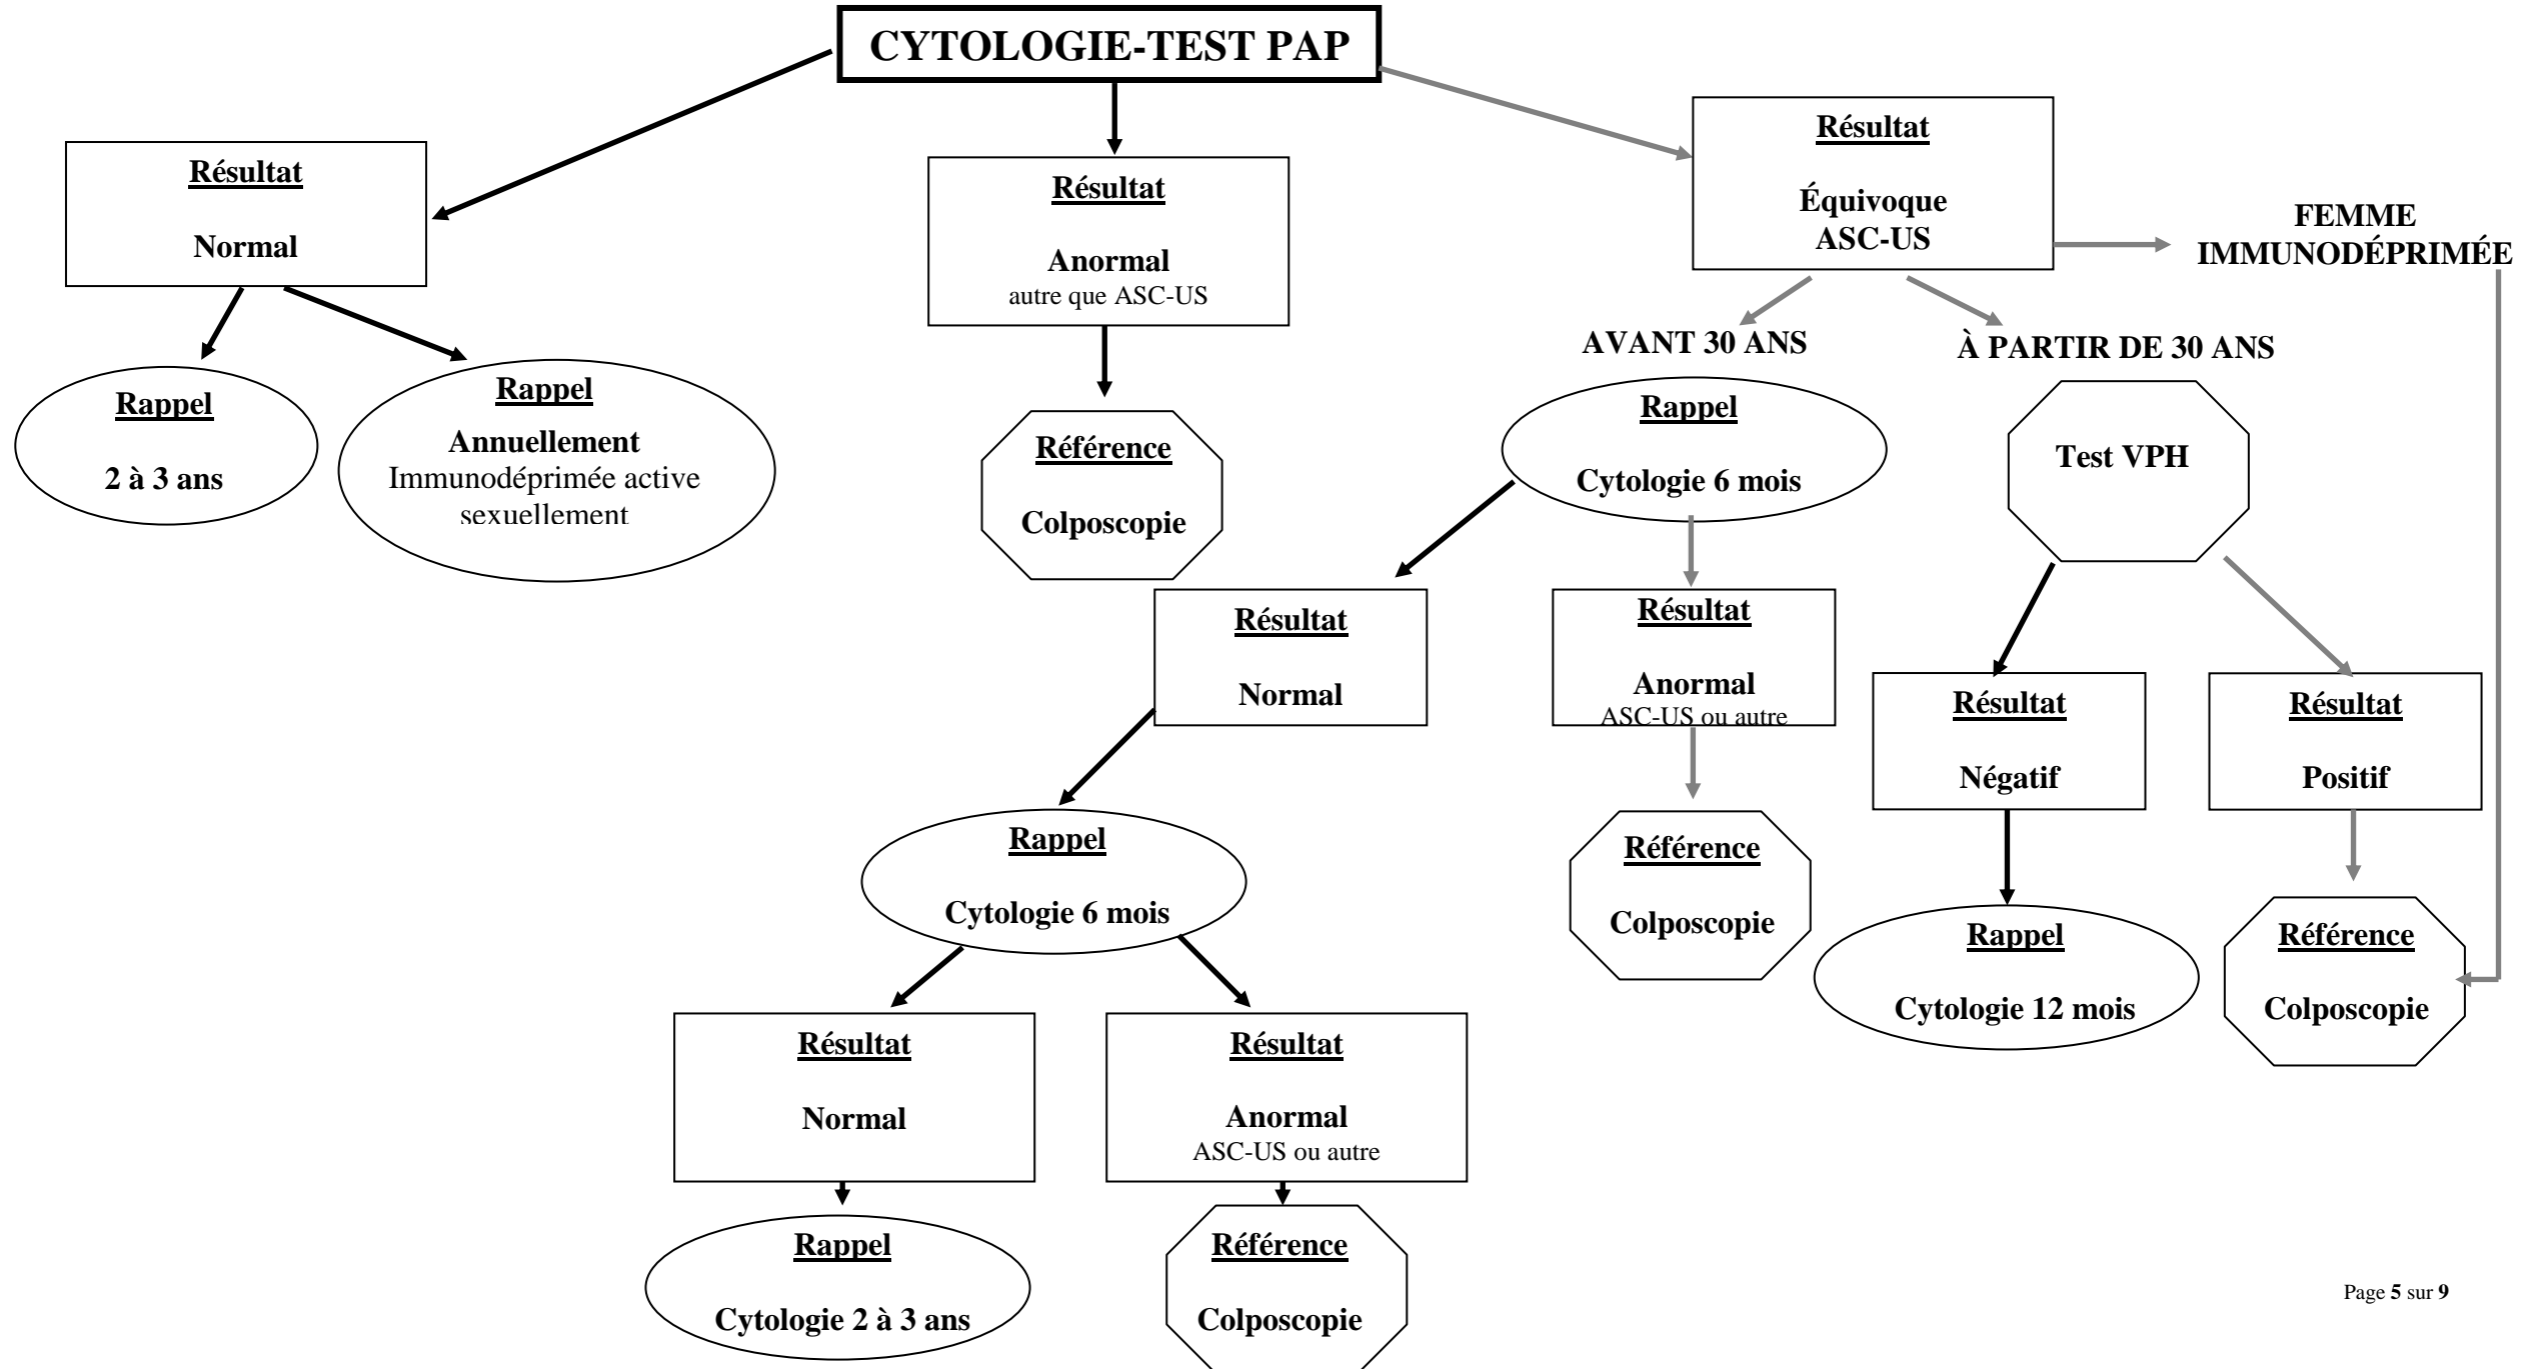 CYTOLOGIE-TEST PAP
Résultat
Normal
Rappel
2 à 3 ans
Rappel
Annuellement
Immunodéprimée active
sexuellement
Résultat
Anormal
autre que ASC-US
Référence
Colposcopie
Résultat
Équivoque
ASC-US
FEMME
IMMUNODÉPRIMÉE
AVANT 30 ANS
À PARTIR DE 30 ANS
Rappel
Cytologie 6 mois
Test VPH
Résultat
Normal
Résultat
Anormal
ASC-US ou autre
Résultat
Négatif
Résultat
Positif
Rappel
Cytologie 6 mois
Référence
Colposcopie
Rappel
Cytologie 12 mois
Référence
Colposcopie
Résultat
Normal
Résultat
Anormal
ASC-US ou autre
Rappel
Cytologie 2 à 3 ans
Référence
Colposcopie
Page 5 sur 9